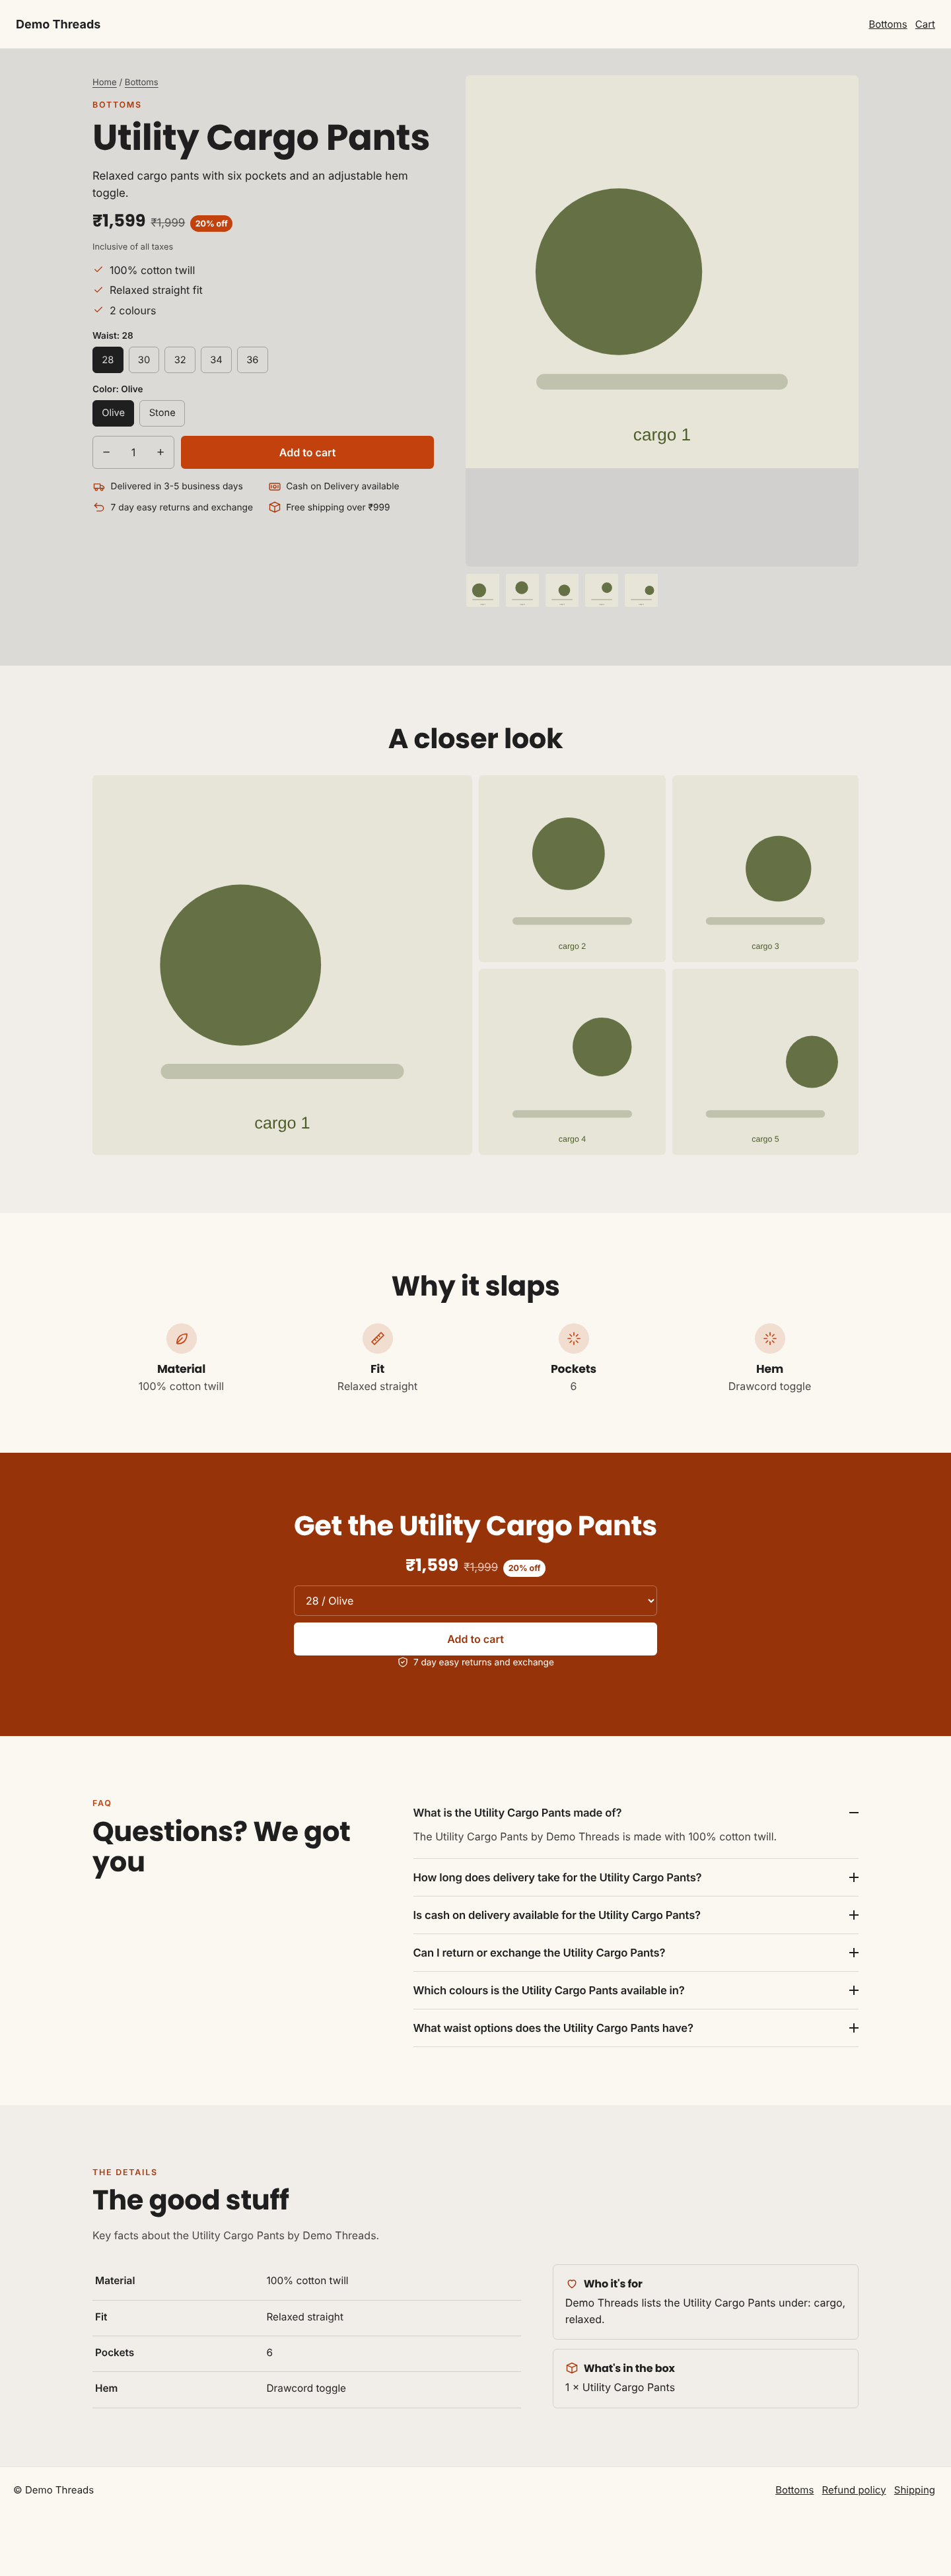 Demo Threads
Bottoms Cart
Home / Bottoms
BOTTOMS
Utility Cargo Pants
Relaxed cargo pants with six pockets and an adjustable hem
toggle.
₹1,599 ₹1,999 20% off
Inclusive of all taxes
100% cotton twill
Relaxed straight fit
2 colours
Waist: 28
28 30 32 34 36
Color: Olive
Olive Stone
− 1 + Add to cart
Delivered in 3-5 business days
Cash on Delivery available
7 day easy returns and exchange
Free shipping over ₹999
cargo 1
A closer look
cargo 1
cargo 2
cargo 3
cargo 4
cargo 5
Why it slaps
Material
100% cotton twill
Fit
Relaxed straight
Pockets
6
Hem
Drawcord toggle
Get the Utility Cargo Pants
₹1,599 ₹1,999 20% off
28 / Olive
Add to cart
7 day easy returns and exchange
FAQ
Questions? We got
you
What is the Utility Cargo Pants made of?
The Utility Cargo Pants by Demo Threads is made with 100% cotton twill.
How long does delivery take for the Utility Cargo Pants?
Is cash on delivery available for the Utility Cargo Pants?
Can I return or exchange the Utility Cargo Pants?
Which colours is the Utility Cargo Pants available in?
What waist options does the Utility Cargo Pants have?
THE DETAILS
The good stuff
Key facts about the Utility Cargo Pants by Demo Threads.
Material 100% cotton twill
Fit Relaxed straight
Pockets 6
Hem Drawcord toggle
Who it's for
Demo Threads lists the Utility Cargo Pants under: cargo,
relaxed.
What's in the box
1 × Utility Cargo Pants
© Demo Threads
Bottoms Refund policy Shipping